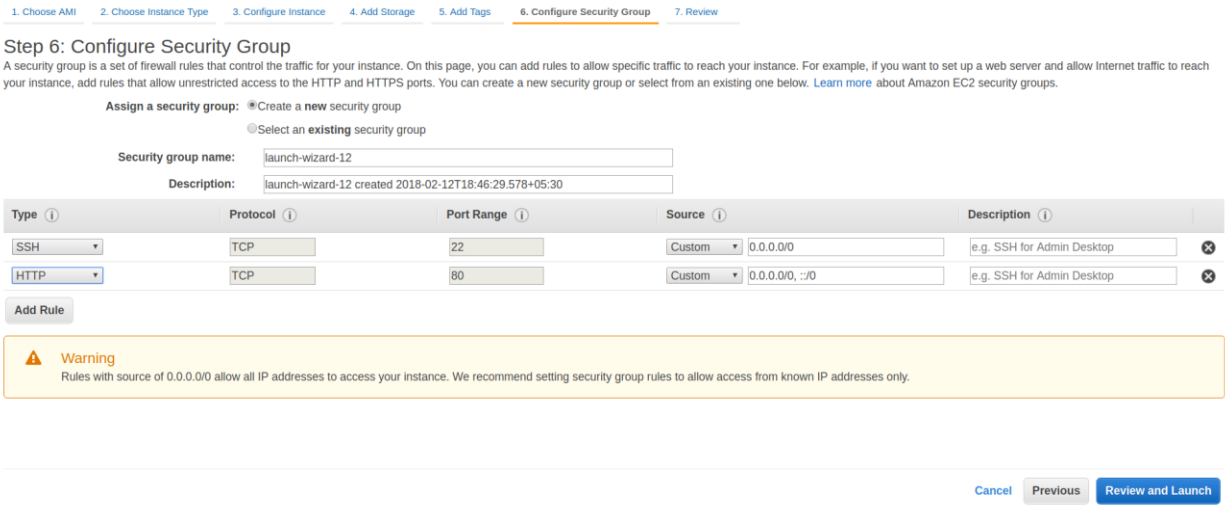 1. Choose AMI 2. Choose Instance Type 3. Configure Instance 4. Add Storage 5. Add Tags 6. Configure Security Group 7. Review
Step 6: Configure Security Group
A security group is a set of firewall rules that control the traffic for your instance. On this page, you can add rules to allow specific traffic to reach your instance. For example, if you want to set up a web server and allow Internet traffic to reach
your instance, add rules that allow unrestricted access to the HTTP and HTTPS ports. You can create a new security group or select from an existing one below. Learn more about Amazon EC2 security groups.
Assign a security group: Create a new security group
Select an existing security group
Security group name: launch-wizard-12
Description: launch-wizard-12 created 2018-02-12T18:46:29.578+05:30
Type i Protocol i Port Range i Source i Description i
SSH TCP 22 Custom 0.0.0.0/0 e.g. SSH for Admin Desktop
HTTP TCP 80 Custom 0.0.0.0/0, ::/0 e.g. SSH for Admin Desktop
Add Rule
Warning
Rules with source of 0.0.0.0/0 allow all IP addresses to access your instance. We recommend setting security group rules to allow access from known IP addresses only.
Cancel Previous Review and Launch